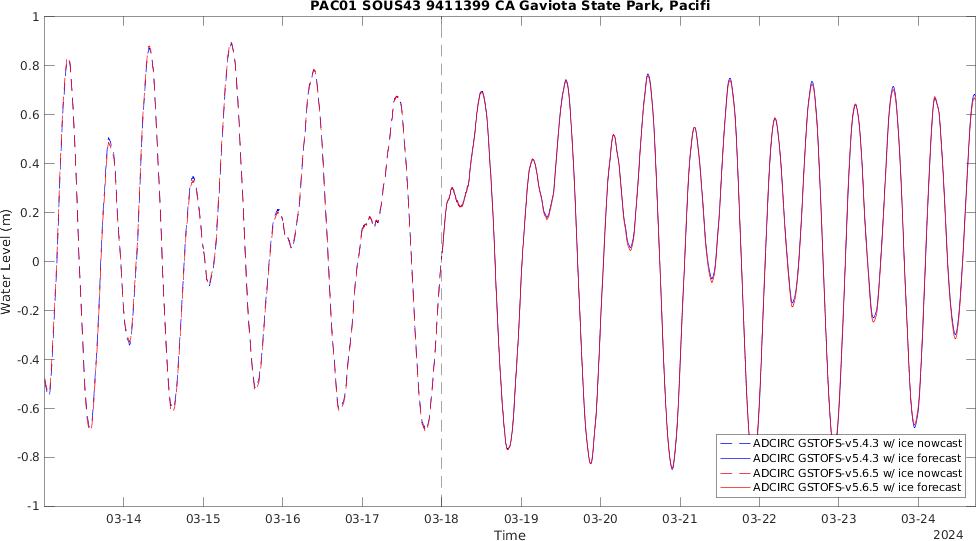 PAC01 SOUS43 9411399 CA Gaviota State Park, Pacifi
1
0.8
0.6
0.4
0.2
0
-0.2
-0.4
-0.6
-0.8
-1
Water Level (m)
ADCIRC GSTOFS-v5.4.3 w/ ice nowcast
ADCIRC GSTOFS-v5.4.3 w/ ice forecast
ADCIRC GSTOFS-v5.6.5 w/ ice nowcast
ADCIRC GSTOFS-v5.6.5 w/ ice forecast
03-14 03-15 03-16 03-17 03-18 03-19 03-20 03-21 03-22 03-23 03-24
Time
2024